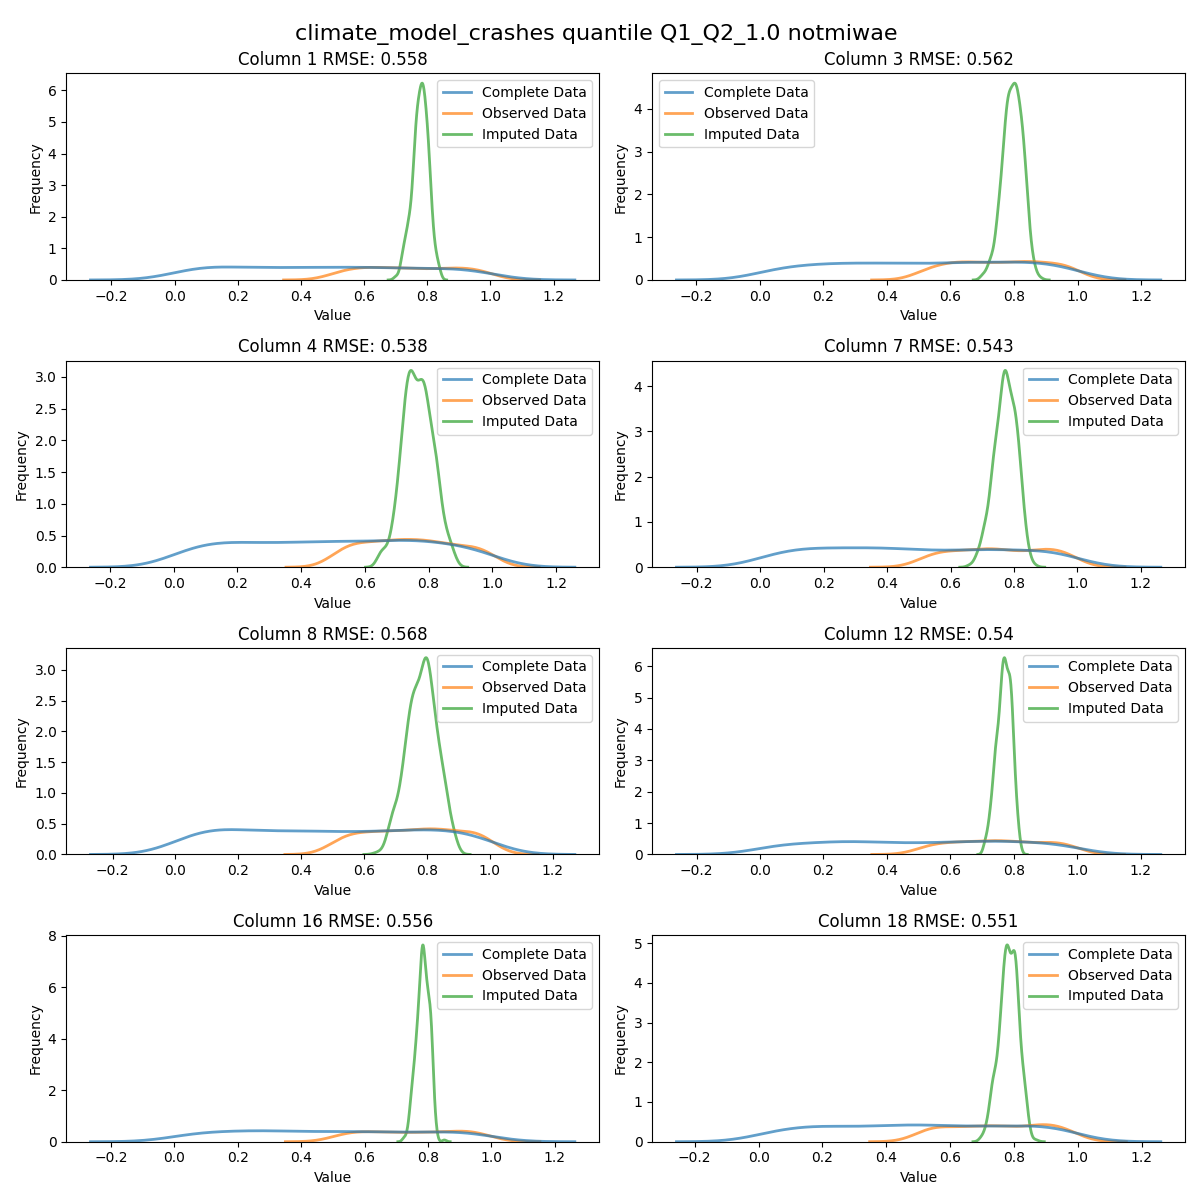 climate_model_crashes quantile Q1_Q2_1.0 notmiwae
Column 1 RMSE: 0.558
Frequency
6
5
4
3
2
1
0
Complete Data
Observed Data
Imputed Data
−0.2 0.0 0.2 0.4 0.6 0.8 1.0 1.2
Value
Column 3 RMSE: 0.562
Frequency
4
3
2
1
0
Complete Data
Observed Data
Imputed Data
−0.2 0.0 0.2 0.4 0.6 0.8 1.0 1.2
Value
Column 4 RMSE: 0.538
Frequency
3.0
2.5
2.0
1.5
1.0
0.5
0.0
Complete Data
Observed Data
Imputed Data
−0.2 0.0 0.2 0.4 0.6 0.8 1.0 1.2
Value
Column 7 RMSE: 0.543
Frequency
4
3
2
1
0
Complete Data
Observed Data
Imputed Data
−0.2 0.0 0.2 0.4 0.6 0.8 1.0 1.2
Value
Column 8 RMSE: 0.568
Frequency
3.0
2.5
2.0
1.5
1.0
0.5
0.0
Complete Data
Observed Data
Imputed Data
−0.2 0.0 0.2 0.4 0.6 0.8 1.0 1.2
Value
Column 12 RMSE: 0.54
Frequency
6
5
4
3
2
1
0
Complete Data
Observed Data
Imputed Data
−0.2 0.0 0.2 0.4 0.6 0.8 1.0 1.2
Value
Column 16 RMSE: 0.556
Frequency
8
6
4
2
0
Complete Data
Observed Data
Imputed Data
−0.2 0.0 0.2 0.4 0.6 0.8 1.0 1.2
Value
Column 18 RMSE: 0.551
Frequency
5
4
3
2
1
0
Complete Data
Observed Data
Imputed Data
−0.2 0.0 0.2 0.4 0.6 0.8 1.0 1.2
Value